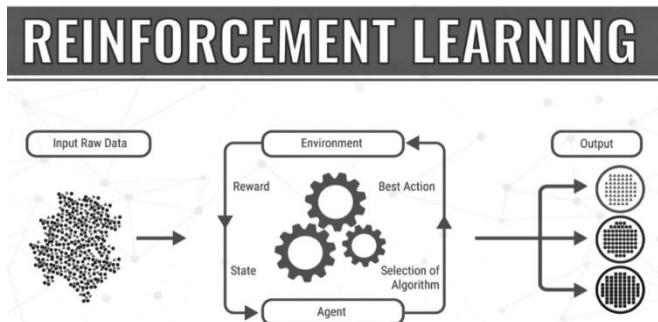 REINFORCEMENT LEARNING
Input Raw Data
Environment
Output
Reward
Best Action
State
Selection of
Algorithm
Agent